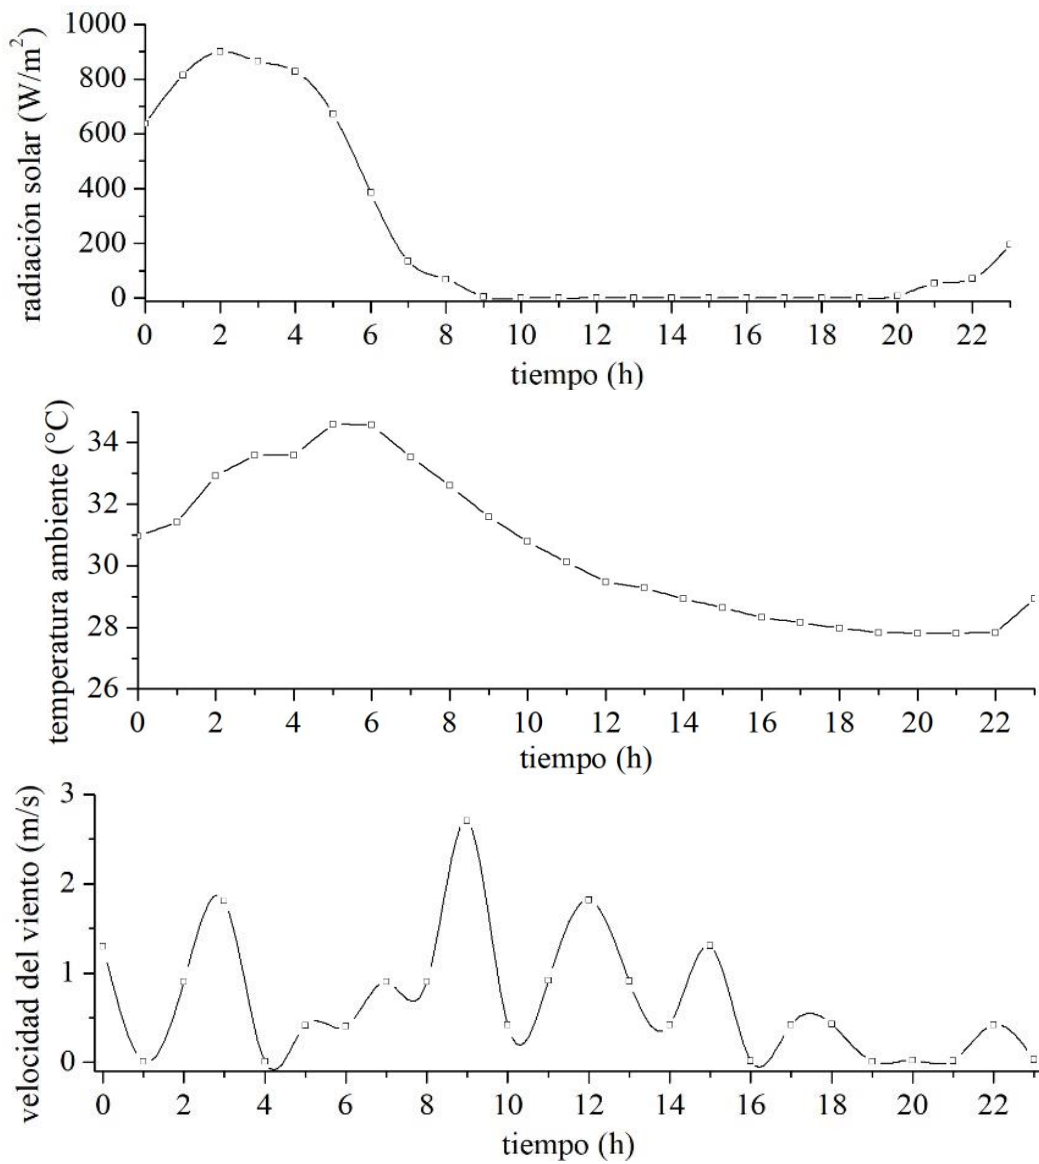 radiación solar (W/m²)
1000
800
600
400
200
0
0 2 4 6 8 10 12 14 16 18 20 22
tiempo (h)
temperatura ambiente (°C)
34
32
30
28
26
0 2 4 6 8 10 12 14 16 18 20 22
tiempo (h)
velocidad del viento (m/s)
3
2
1
0
0 2 4 6 8 10 12 14 16 18 20 22
tiempo (h)